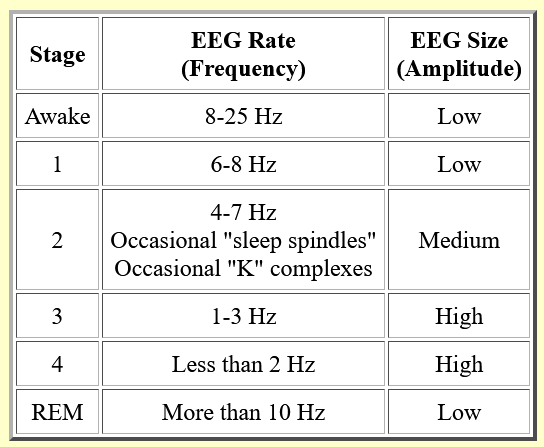 Stage EEG Rate (Frequency) EEG Size (Amplitude)
Awake 8-25 Hz Low
1 6-8 Hz Low
2 4-7 Hz Occasional "sleep spindles" Occasional "K" complexes Medium
3 1-3 Hz High
4 Less than 2 Hz High
REM More than 10 Hz Low